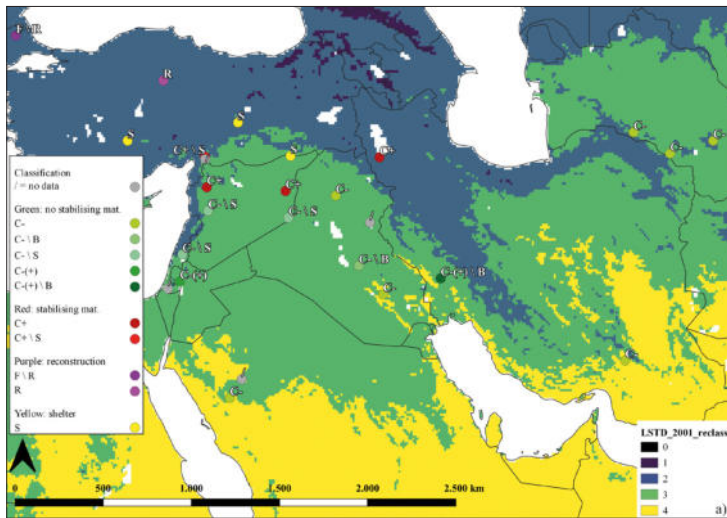 F \ R
R
S
S
C-
C-
C-
C+ \ S
S
C+
C+
C+
C-
C- \ S
C- \ S
C- \ S
C- \ B
C-(+) \ B
C-
C-
C-
Classification
/ = no data
Green: no stabilising mat.
C-
C- \ B
C- \ S
C-(+)
C-(+) \ B
Red: stabilising mat.
C+
C+ \ S
Purple: reconstruction
F \ R
R
Yellow: shelter
S
0 500 1.000 1.500 2.000 2.500 km
LSTD_2001_reclass
0
1
2
3
4
a)